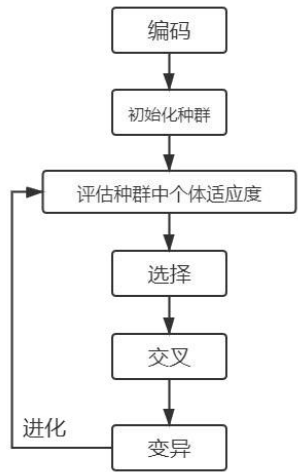 编码
初始化种群
评估种群中个体适应度
选择
交叉
进化
变异